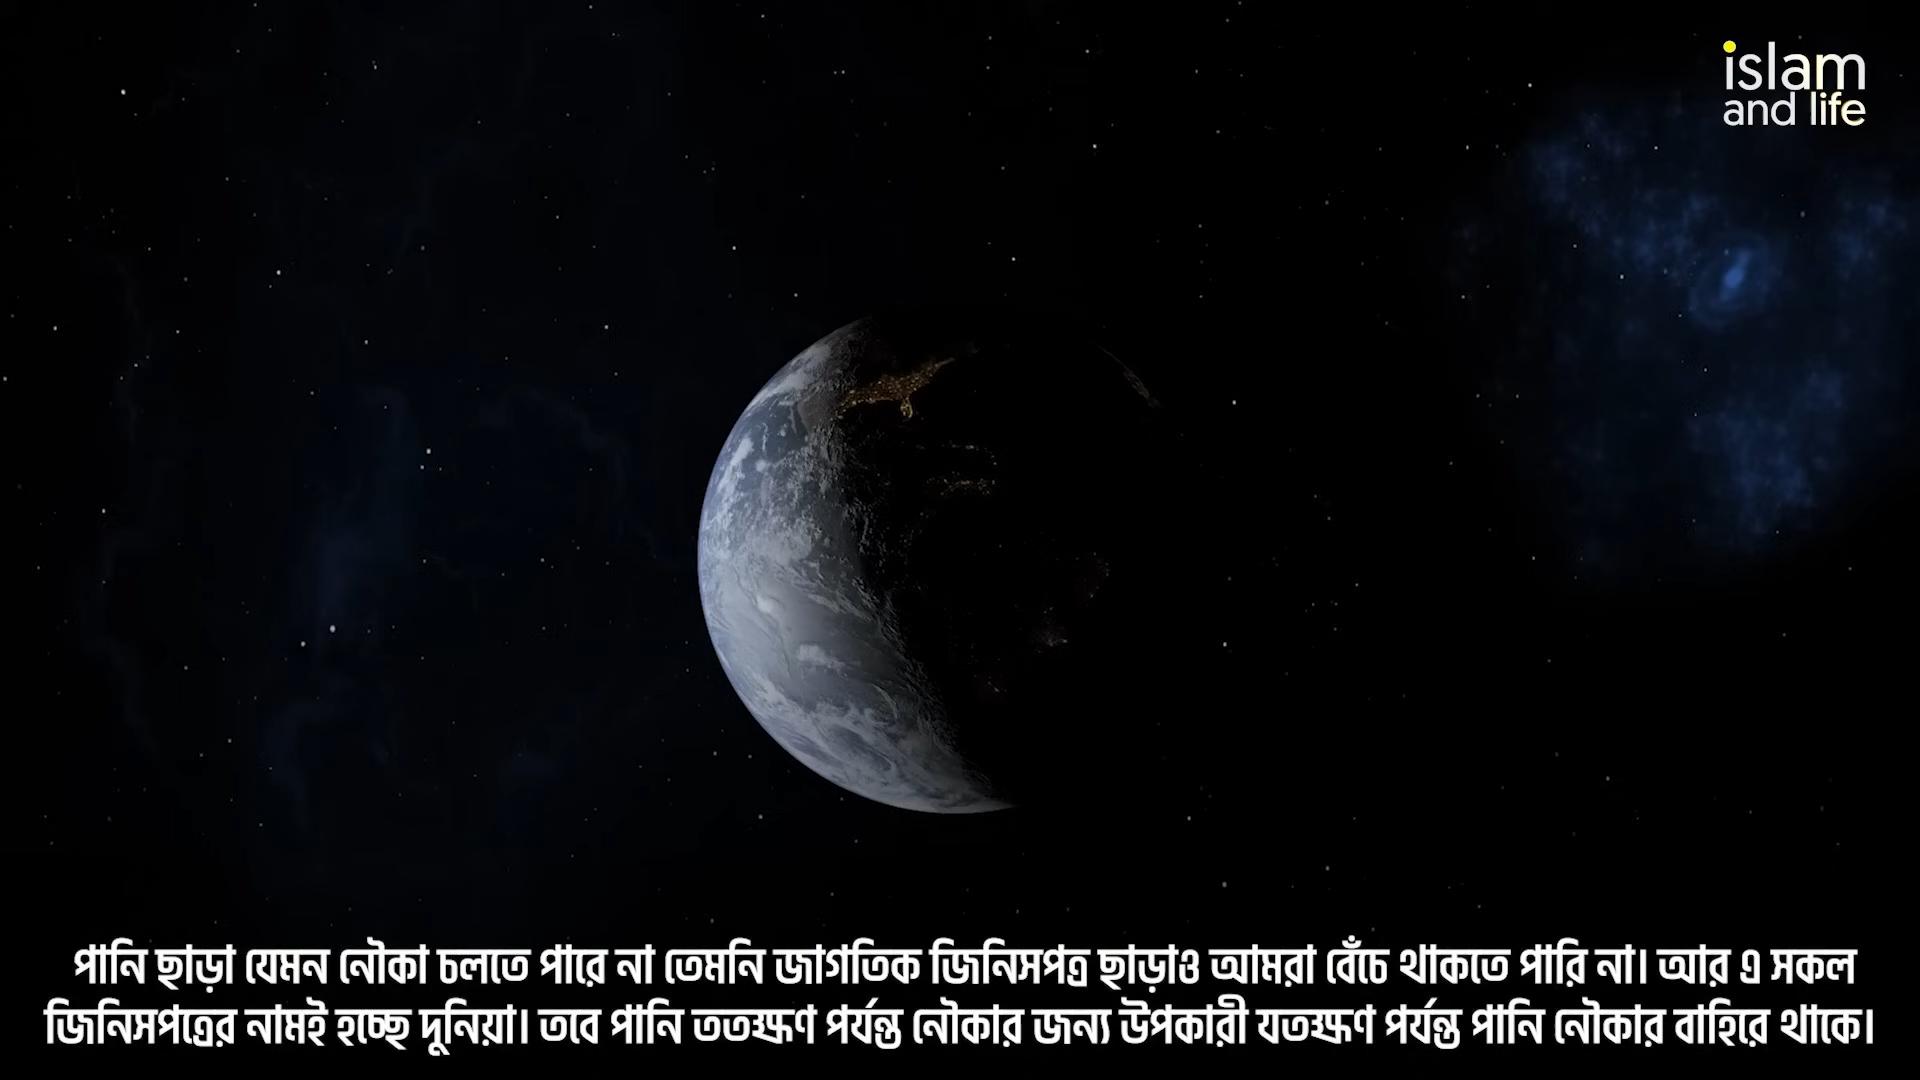 islam
and life
পানি ছাড়া যেমন নৌকা চলতে পারে না তেমনি জাগতিক জিনিসপত্র ছাড়াও আমরা বেঁচে থাকতে পারি না। আর এ সকল
জিনিসপত্রের নামই হচ্ছে দুনিয়া। তবে পানি ততক্ষণ পর্যন্ত নৌকার জন্য উপকারী যতক্ষণ পর্যন্ত পানি নৌকার বাহিরে থাকে।